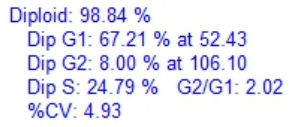 Diploid: 98.84 %
Dip G1: 67.21 % at 52.43
Dip G2: 8.00 % at 106.10
Dip S: 24.79 % G2/G1: 2.02
%CV: 4.93